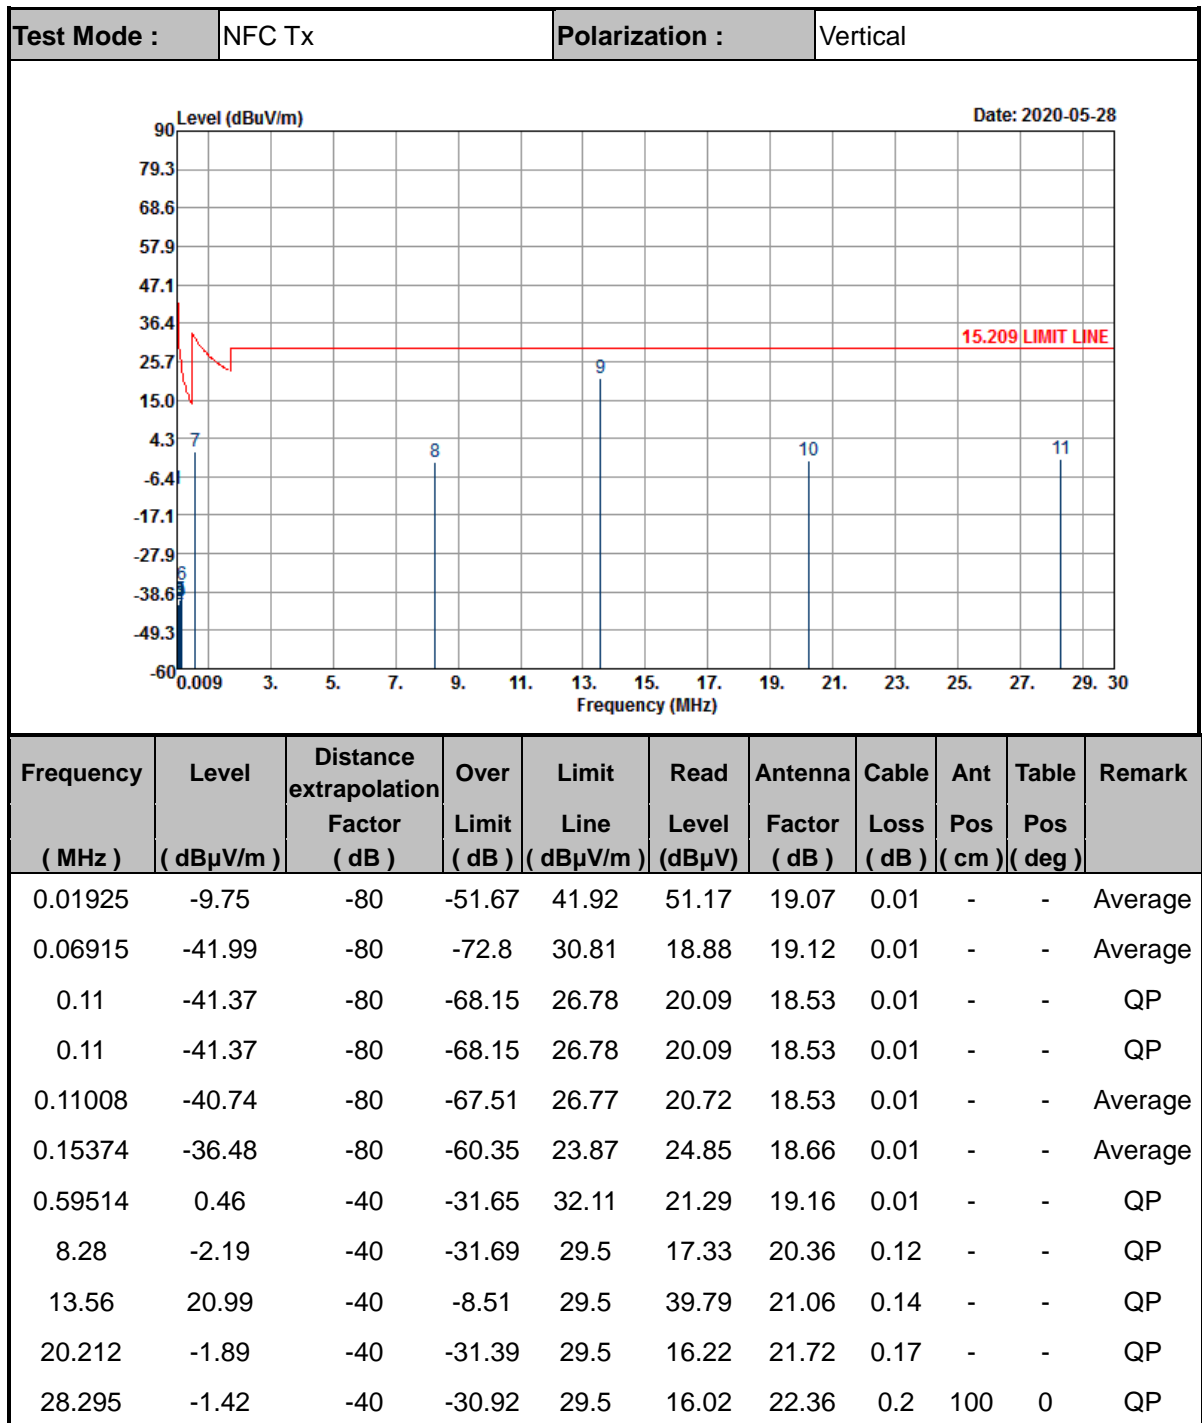 Test Mode : NFC Tx Polarization : Vertical
Level (dBuV/m) Date: 2020-05-28
90
79.3
68.6
57.9
47.1
36.4
15.209 LIMIT LINE
25.7
9
15.0
4.3 7 8 10 11
-6.4
-17.1
-27.9
6
-38.6
-49.3
-60
0.009 3. 5. 7. 9. 11. 13. 15. 17. 19. 21. 23. 25. 27. 29. 30
Frequency (MHz)
Frequency Level Distance extrapolation Over Limit Read Antenna Cable Ant Table Remark
Factor Limit Line Level Factor Loss Pos Pos
( MHz ) ( dBµV/m ) ( dB ) ( dB ) ( dBµV/m ) (dBµV) ( dB ) ( dB ) ( cm ) ( deg )
0.01925 -9.75 -80 -51.67 41.92 51.17 19.07 0.01 - - Average
0.06915 -41.99 -80 -72.8 30.81 18.88 19.12 0.01 - - Average
0.11 -41.37 -80 -68.15 26.78 20.09 18.53 0.01 - - QP
0.11 -41.37 -80 -68.15 26.78 20.09 18.53 0.01 - - QP
0.11008 -40.74 -80 -67.51 26.77 20.72 18.53 0.01 - - Average
0.15374 -36.48 -80 -60.35 23.87 24.85 18.66 0.01 - - Average
0.59514 0.46 -40 -31.65 32.11 21.29 19.16 0.01 - - QP
8.28 -2.19 -40 -31.69 29.5 17.33 20.36 0.12 - - QP
13.56 20.99 -40 -8.51 29.5 39.79 21.06 0.14 - - QP
20.212 -1.89 -40 -31.39 29.5 16.22 21.72 0.17 - - QP
28.295 -1.42 -40 -30.92 29.5 16.02 22.36 0.2 100 0 QP